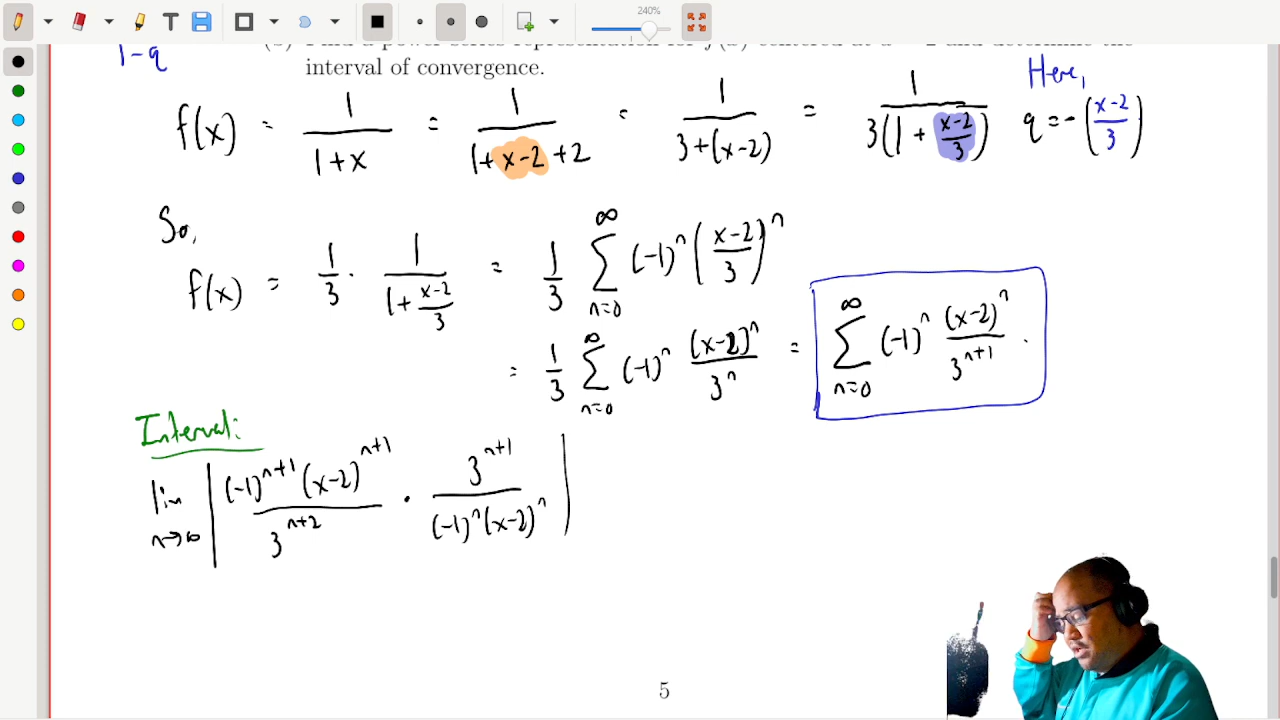 240%
1-q
interval of convergence.
Here,
f(x) = 1/(1+x) = 1/(1+x-2+2) = 1/(3+(x-2)) = 1/(3(1+(x-2)/3)) q=-((x-2)/3)
So,
f(x) = 1/3 · 1/(1+(x-2)/3) = 1/3 ∑_{n=0}^{∞} (-1)^n ((x-2)/3)^n
= 1/3 ∑_{n=0}^{∞} (-1)^n (x-2)^n/3^n = ∑_{n=0}^{∞} (-1)^n (x-2)^n/3^{n+1} .
Interval:
lim_{n→∞} | (-1)^{n+1}(x-2)^{n+1}/3^{n+2} · 3^{n+1}/((-1)^n(x-2)^n) |
5